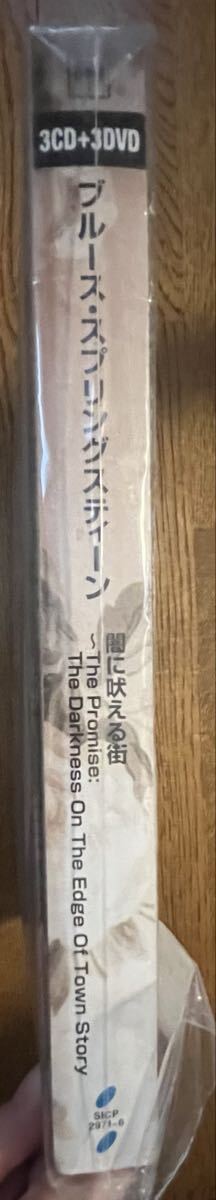 3CD+3DVD
ブルース・スプリングスティーン
闇に吠える街
～The Promise:
The Darkness On The Edge Of Town Story
SICP
2971-6